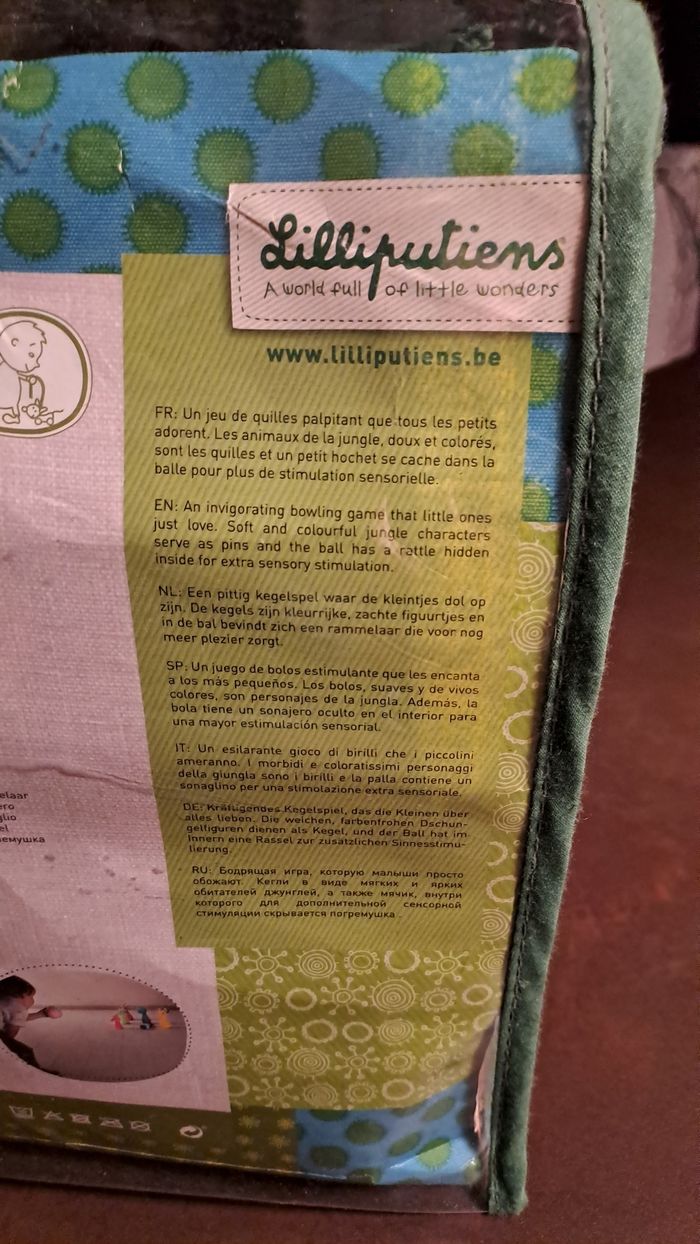 Lilliputiens
A world full of little wonders
www.lilliputiens.be
FR: Un jeu de quilles palpitant que tous les petits
adorent. Les animaux de la jungle, doux et colorés,
sont les quilles et un petit hochet se cache dans la
balle pour plus de stimulation sensorielle.
EN: An invigorating bowling game that little ones
just love. Soft and colourful jungle characters
serve as pins and the ball has a rattle hidden
inside for extra sensory stimulation.
NL: Een pittig kegelspel waar de kleintjes dol op
zijn. De kegels zijn kleurrijke, zachte figuurtjes en
in de bal bevindt zich een rammelaar die voor nog
meer plezier zorgt.
SP: Un juego de bolos estimulante que les encanta
a los más pequeños. Los bolos, suaves y de vivos
colores, son personajes de la jungla. Además, la
bola tiene un sonajero oculto en el interior para
una mayor estimulación sensorial.
IT: Un esilarante gioco di birilli che i piccolini
ameranno. I morbidi e coloratissimi personaggi
della giungla sono i birilli e la palla contiene un
sonaglino per una stimolazione extra sensoriale.
DE: Kräftigendes Kegelspiel, das die Kleinen über
alles lieben. Die weichen, farbenfrohen Dschun-
gelfiguren dienen als Kegel, und der Ball hat im
Innern eine Rassel zur zusätzlichen Sinnesstimu-
lierung.
RU: Бодрящая игра, которую малыши просто
обожают. Кегли в виде мягких и ярких
обитателей джунглей, а также мячик, внутри
которого для дополнительной сенсорной
стимуляции скрывается погремушка .
elaar
ero
glio
el
емушка